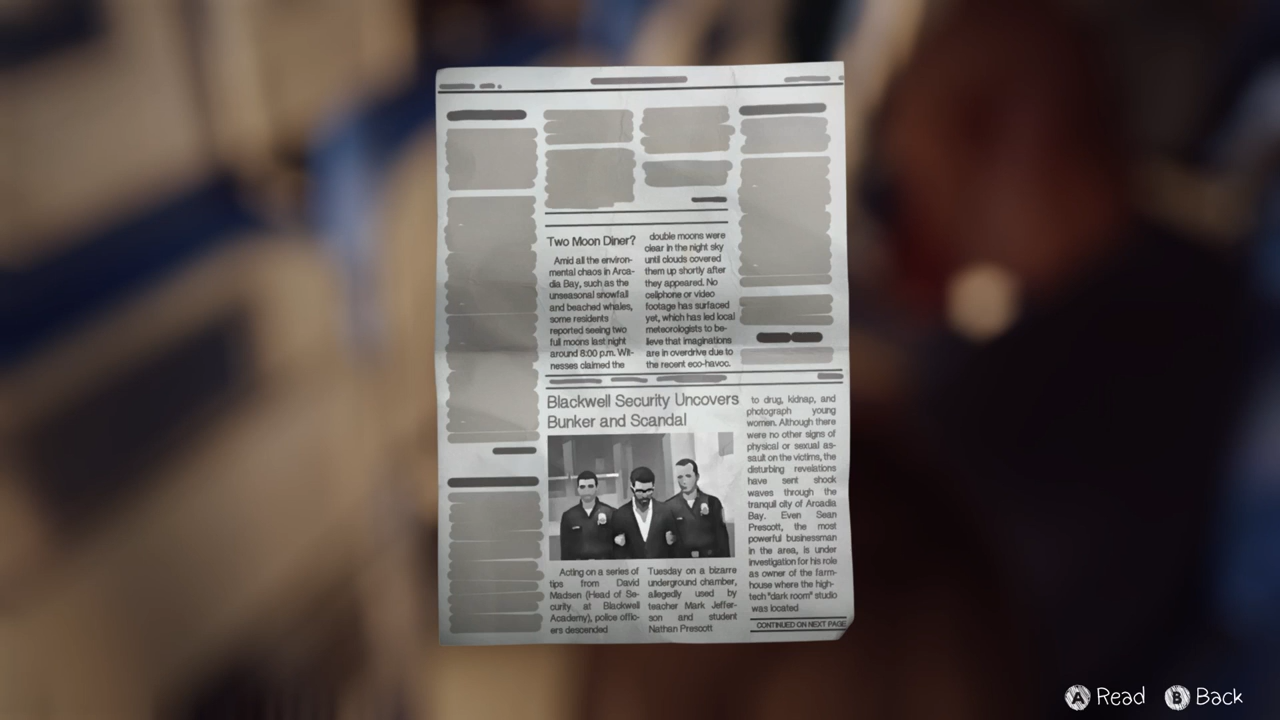 Two Moon Diner?
Amid all the environ-
mental chaos in Arca-
dia Bay, such as the
unseasonal snowfall
and beached whales,
some residents
reported seeing two
full moons last night
around 8:00 p.m. Wit-
nesses claimed the
double moons were
clear in the night sky
until clouds covered
them up shortly after
they appeared. No
cellphone or video
footage has surfaced
yet, which has led local
meteorologists to be-
lieve that imaginations
are in overdrive due to
the recent eco-havoc.
Blackwell Security Uncovers
Bunker and Scandal
Acting on a series of
tips from David
Madsen (Head of Se-
curity at Blackwell
Academy), police offic-
ers descended
Tuesday on a bizarre
underground chamber,
allegedly used by
teacher Mark Jeffer-
son and student
Nathan Prescott
to drug, kidnap, and
photograph young
women. Although there
were no other signs of
physical or sexual as-
sault on the victims, the
disturbing revelations
have sent shock
waves through the
tranquil city of Arcadia
Bay. Even Sean
Prescott, the most
powerful businessman
in the area, is under
investigation for his role
as owner of the farm-
house where the high-
tech "dark room" studio
was located
CONTINUED ON NEXT PAGE
A Read B Back